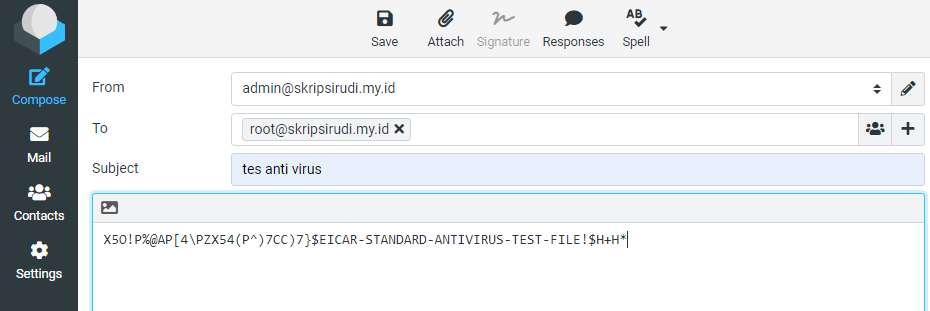 Save Attach Signature Responses Spell
Compose
Mail
Contacts
Settings
From admin@skripsirudi.my.id
To root@skripsirudi.my.id
Subject tes anti virus
X5O!P%@AP[4\PZX54(P^)7CC)7}$EICAR-STANDARD-ANTIVIRUS-TEST-FILE!$H+H*